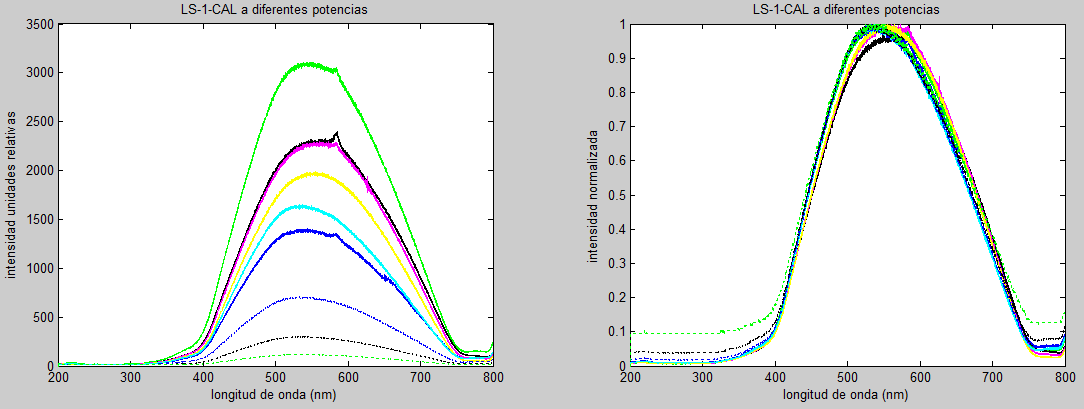 LS-1-CAL a diferentes potencias
3500
3000
2500
2000
1500
1000
500
0
intensidad unidades relativas
200 300 400 500 600 700 800
longitud de onda (nm)
LS-1-CAL a diferentes potencias
1
0.9
0.8
0.7
0.6
0.5
0.4
0.3
0.2
0.1
0
intensidad normalizada
200 300 400 500 600 700 800
longitud de onda (nm)